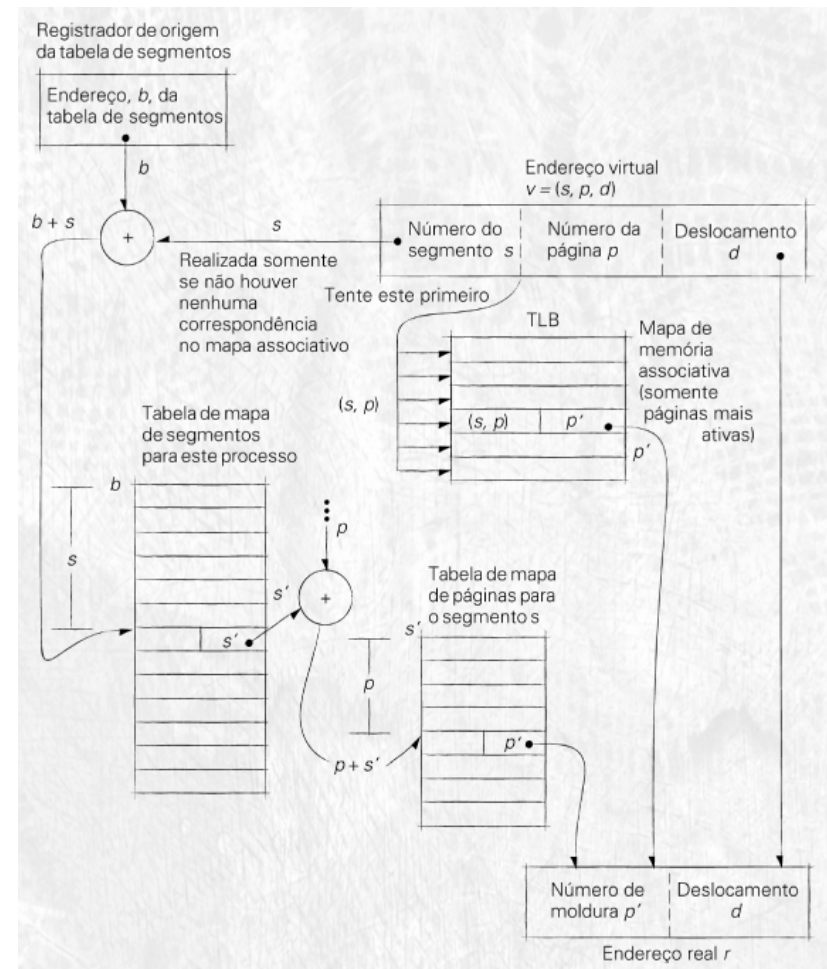 Registrador de origem
da tabela de segmentos
Endereço, b, da
tabela de segmentos
b
b + s
+
s
Realizada somente
se não houver
nenhuma
correspondência
no mapa associativo
Endereço virtual
v = (s, p, d)
Número do
segmento s
Número da
página p
Deslocamento
d
Tente este primeiro
TLB
(s, p)
(s, p)
p′
p′
Mapa de
memória
associativa
(somente
páginas mais
ativas)
Tabela de mapa
de segmentos
para este processo
b
s
s′
p
s′
+
Tabela de mapa
de páginas para
o segmento s
s′
p
p + s′
p′
Número de
moldura p′
Deslocamento
d
Endereço real r